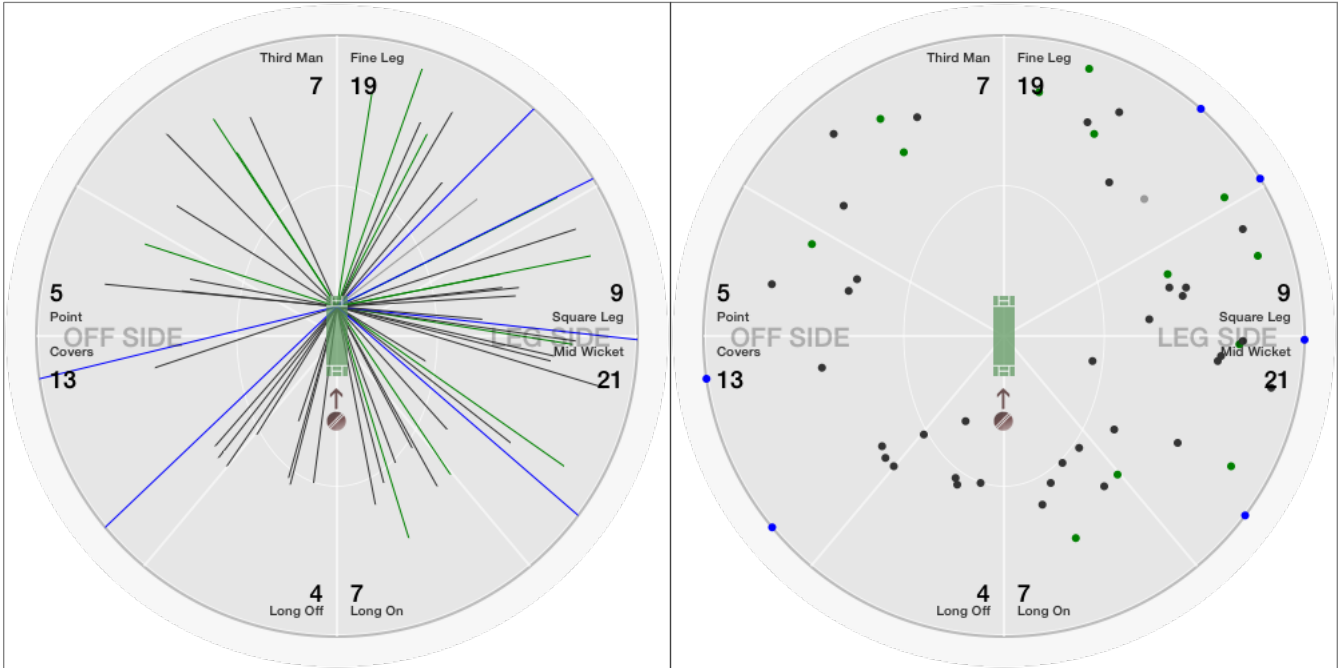 Third Man
Fine Leg
7
19
5
Point
OFF SIDE
Covers
13
9
Square Leg
LEG SIDE
Mid Wicket
21
4
Long Off
7
Long On
Third Man
Fine Leg
7
19
5
Point
OFF SIDE
Covers
13
9
Square Leg
LEG SIDE
Mid Wicket
21
4
Long Off
7
Long On